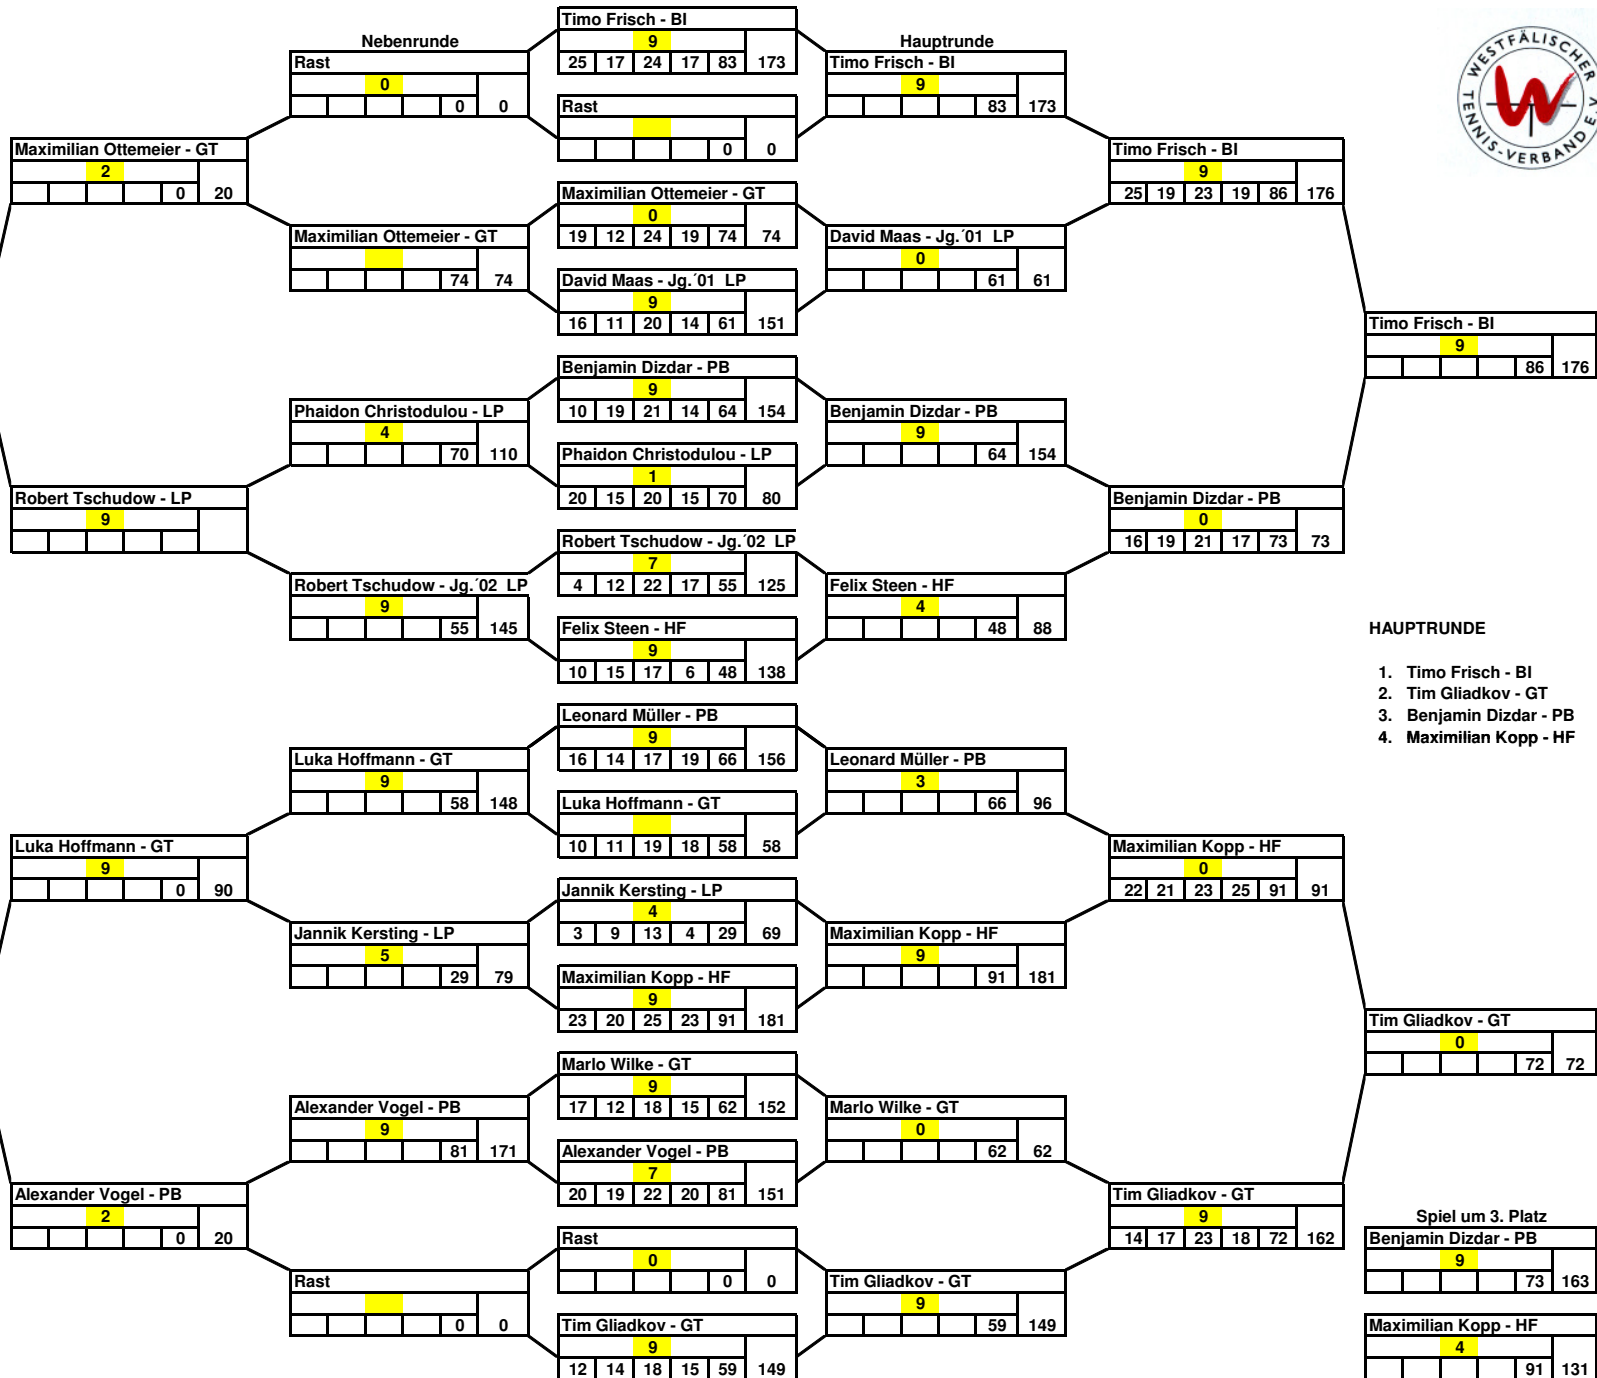 Nebenrunde
Hauptrunde
WESTFÄLISCHER
TENNIS-VERBAND E.V
Maximilian Ottemeier - GT
2
0 20
Robert Tschudow - LP
9
Luka Hoffmann - GT
9
0 90
Alexander Vogel - PB
2
0 20
Rast
0
0 0
Maximilian Ottemeier - GT
74 74
Phaidon Christodulou - LP
4
70 110
Robert Tschudow - Jg.´02 LP
9
55 145
Luka Hoffmann - GT
9
58 148
Jannik Kersting - LP
5
29 79
Alexander Vogel - PB
9
81 171
Rast
0 0
Timo Frisch - BI
9
25 17 24 17 83 173
Rast
0 0
Maximilian Ottemeier - GT
0
19 12 24 19 74 74
David Maas - Jg.´01 LP
9
16 11 20 14 61 151
Benjamin Dizdar - PB
9
10 19 21 14 64 154
Phaidon Christodulou - LP
1
20 15 20 15 70 80
Robert Tschudow - Jg.´02 LP
7
4 12 22 17 55 125
Felix Steen - HF
9
10 15 17 6 48 138
Leonard Müller - PB
9
16 14 17 19 66 156
Luka Hoffmann - GT
10 11 19 18 58 58
Jannik Kersting - LP
4
3 9 13 4 29 69
Maximilian Kopp - HF
9
23 20 25 23 91 181
Marlo Wilke - GT
9
17 12 18 15 62 152
Alexander Vogel - PB
7
20 19 22 20 81 151
Rast
0
0 0
Tim Gliadkov - GT
9
12 14 18 15 59 149
Timo Frisch - BI
9
83 173
David Maas - Jg.´01 LP
0
61 61
Benjamin Dizdar - PB
9
64 154
Felix Steen - HF
4
48 88
Leonard Müller - PB
3
66 96
Maximilian Kopp - HF
9
91 181
Marlo Wilke - GT
0
62 62
Tim Gliadkov - GT
9
59 149
Timo Frisch - BI
9
25 19 23 19 86 176
Benjamin Dizdar - PB
0
16 19 21 17 73 73
Maximilian Kopp - HF
0
22 21 23 25 91 91
Tim Gliadkov - GT
9
14 17 23 18 72 162
Timo Frisch - BI
9
86 176
HAUPTRUNDE
1. Timo Frisch - BI
2. Tim Gliadkov - GT
3. Benjamin Dizdar - PB
4. Maximilian Kopp - HF
Tim Gliadkov - GT
0
72 72
Spiel um 3. Platz
Benjamin Dizdar - PB
9
73 163
Maximilian Kopp - HF
4
91 131